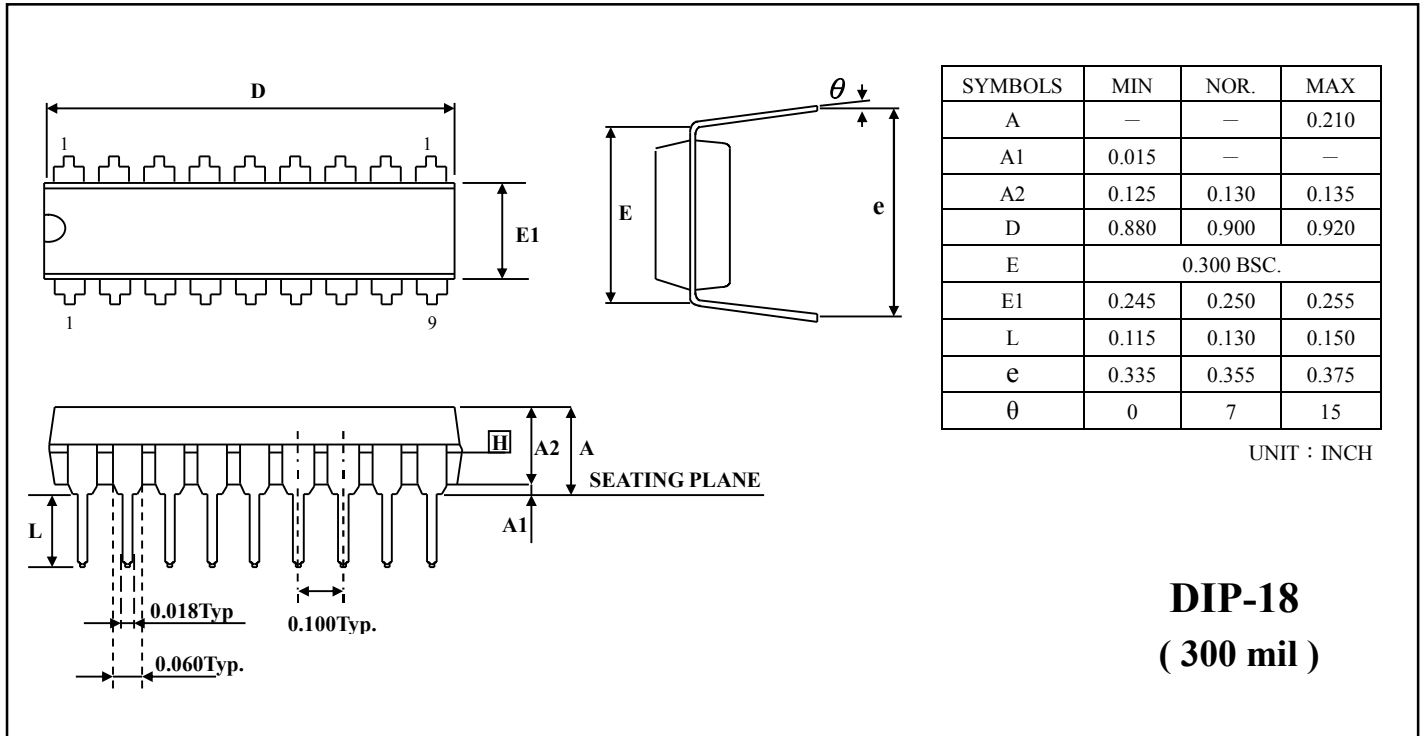 D
1 1
E1
1 9
θ
E
e
SYMBOLS MIN NOR. MAX
A — — 0.210
A1 0.015 — —
A2 0.125 0.130 0.135
D 0.880 0.900 0.920
E 0.300 BSC.
E1 0.245 0.250 0.255
L 0.115 0.130 0.150
e 0.335 0.355 0.375
θ 0 7 15
UNIT：INCH
H A2 A
SEATING PLANE
L A1
0.018Typ
0.100Typ.
0.060Typ.
DIP-18
( 300 mil )